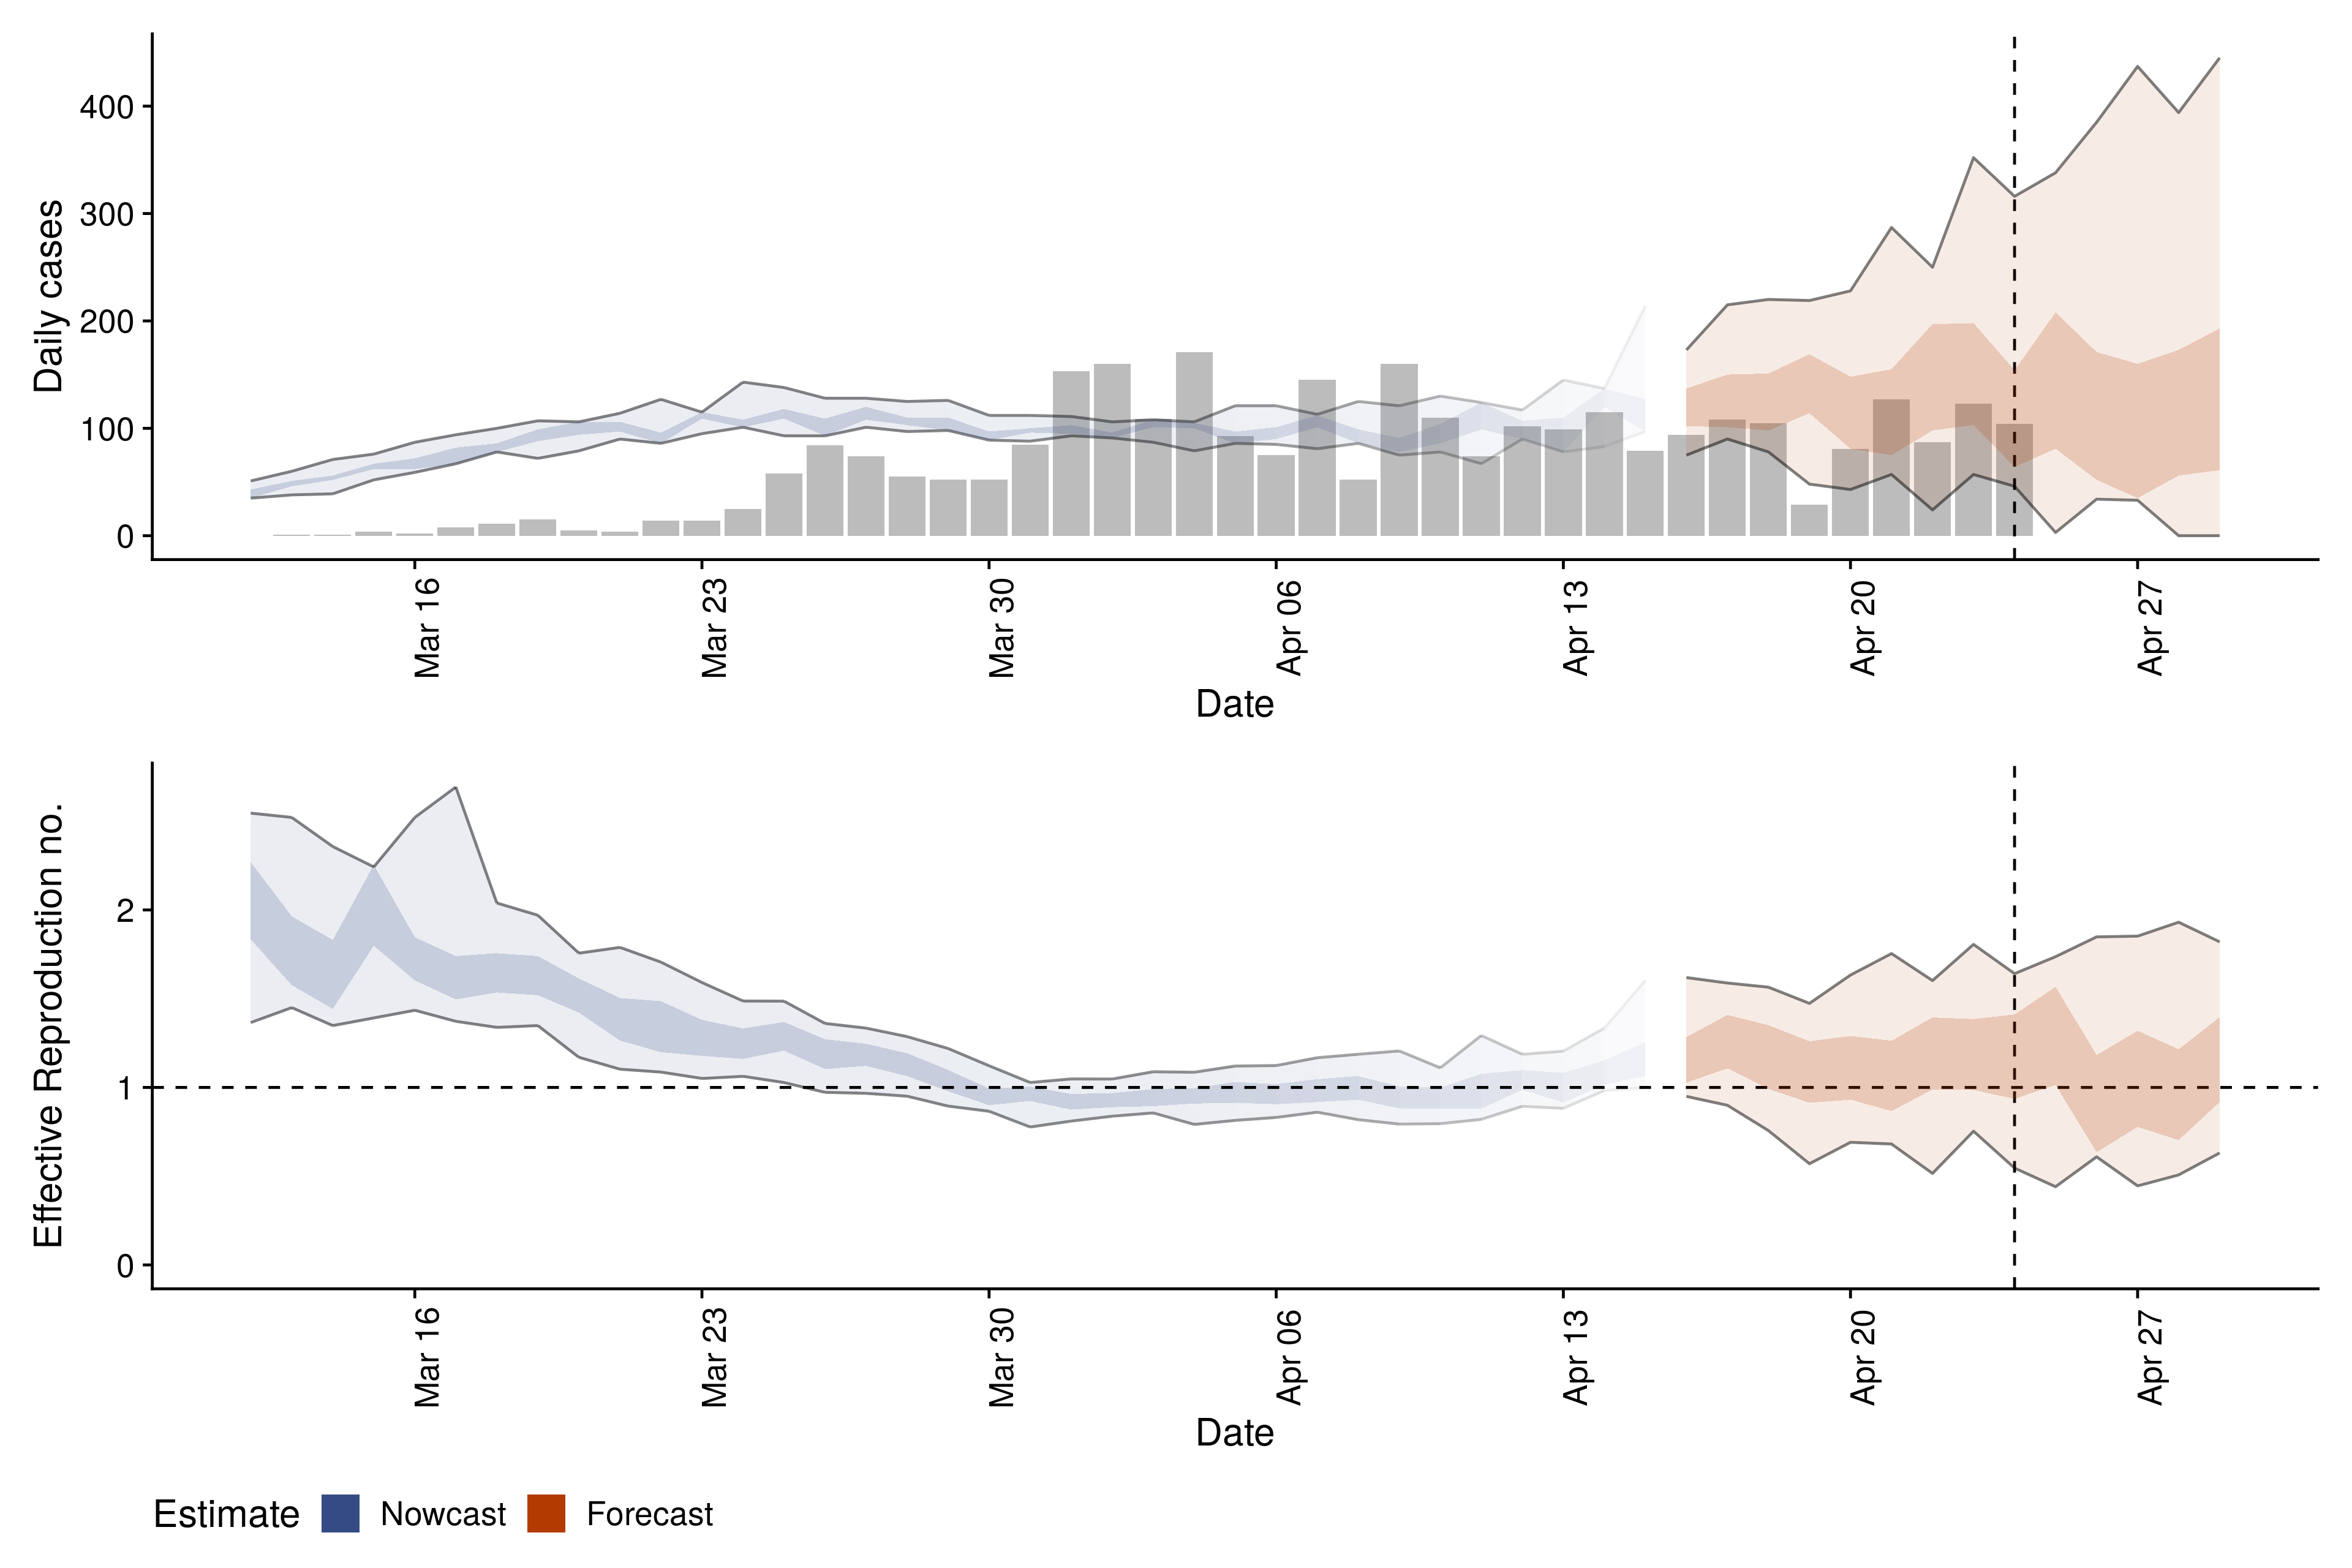 Daily cases
400
300
200
100
0
Mar 16
Mar 23
Mar 30
Apr 06
Apr 13
Apr 20
Apr 27
Date
Effective Reproduction no.
2
1
0
Mar 16
Mar 23
Mar 30
Apr 06
Apr 13
Apr 20
Apr 27
Date
Estimate Nowcast Forecast